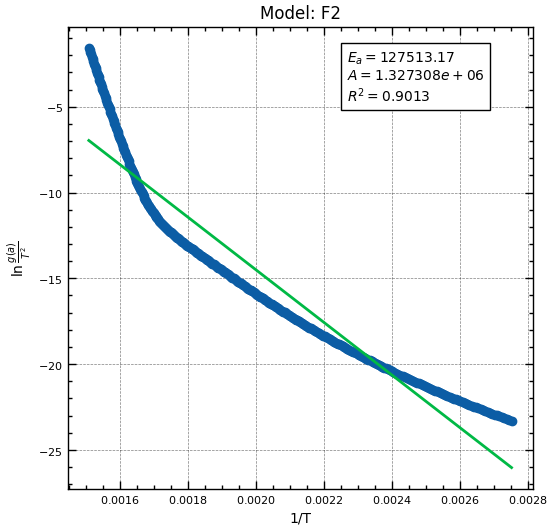 Model: F2
E_a = 127513.17
A = 1.327308e + 06
R^2 = 0.9013
−5
−10
−15
−20
−25
ln g(a)/T^2
0.0016 0.0018 0.0020 0.0022 0.0024 0.0026 0.0028
1/T